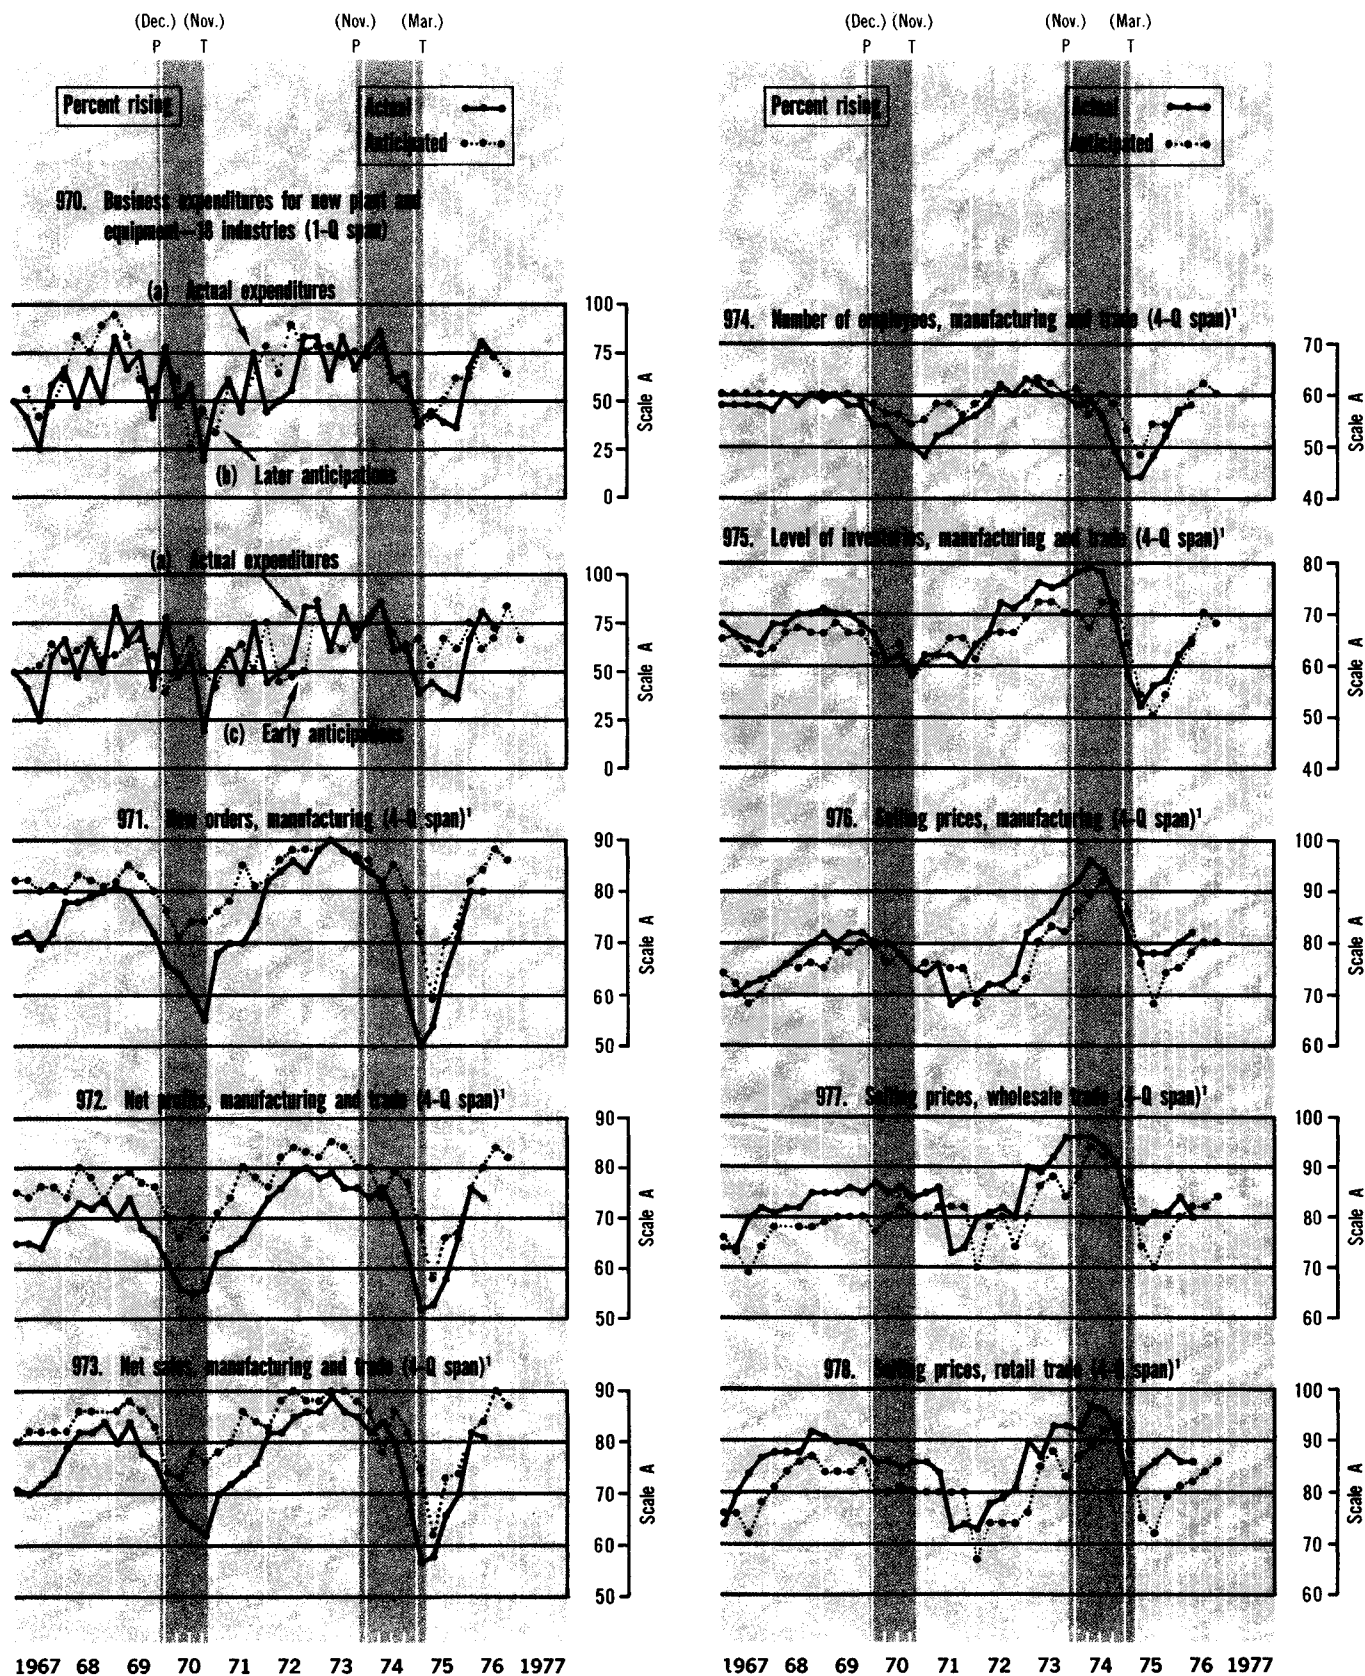 (Dec.) (Nov.) (Nov.) (Mar.)
P T P T
Percent rising
Actual
Anticipated
970. Business expenditures for new plant and
equipment—18 industries (1-Q span)
(a) Actual expenditures
(b) Later anticipations
100
75
50
25
0
Scale A
(a) Actual expenditures
(c) Early anticipations
100
75
50
25
0
Scale A
971. New orders, manufacturing (4-Q span)¹
90
80
70
60
50
Scale A
972. Net profits, manufacturing and trade (4-Q span)¹
90
80
70
60
50
Scale A
973. Net sales, manufacturing and trade (4-Q span)¹
90
80
70
60
50
Scale A
1967 68 69 70 71 72 73 74 75 76 1977
(Dec.) (Nov.) (Nov.) (Mar.)
P T P T
Percent rising
Actual
Anticipated
974. Number of employees, manufacturing and trade (4-Q span)¹
70
60
50
40
Scale A
975. Level of inventories, manufacturing and trade (4-Q span)¹
80
70
60
50
40
Scale A
976. Selling prices, manufacturing (4-Q span)¹
100
90
80
70
60
Scale A
977. Selling prices, wholesale trade (4-Q span)¹
100
90
80
70
60
Scale A
978. Selling prices, retail trade (4-Q span)¹
100
90
80
70
60
Scale A
1967 68 69 70 71 72 73 74 75 76 1977